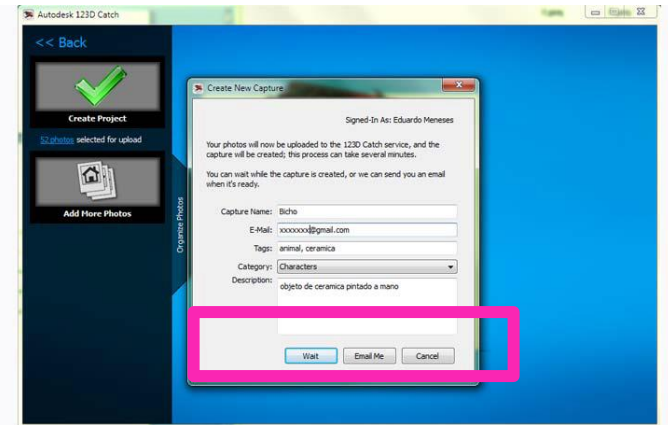 Autodesk 123D Catch
<< Back
Create Project
52 photos selected for upload
Add More Photos
Organize Photos
Create New Capture
Signed-In As: Eduardo Meneses
Your photos will now be uploaded to the 123D Catch service, and the
capture will be created; this process can take several minutes.
You can wait while the capture is created, or we can send you an email
when it's ready.
Capture Name: Bicho
E-Mail: xxxxxxx@gmail.com
Tags: animal, ceramica
Category: Characters
Description: objeto de ceramica pintado a mano
Wait Email Me Cancel